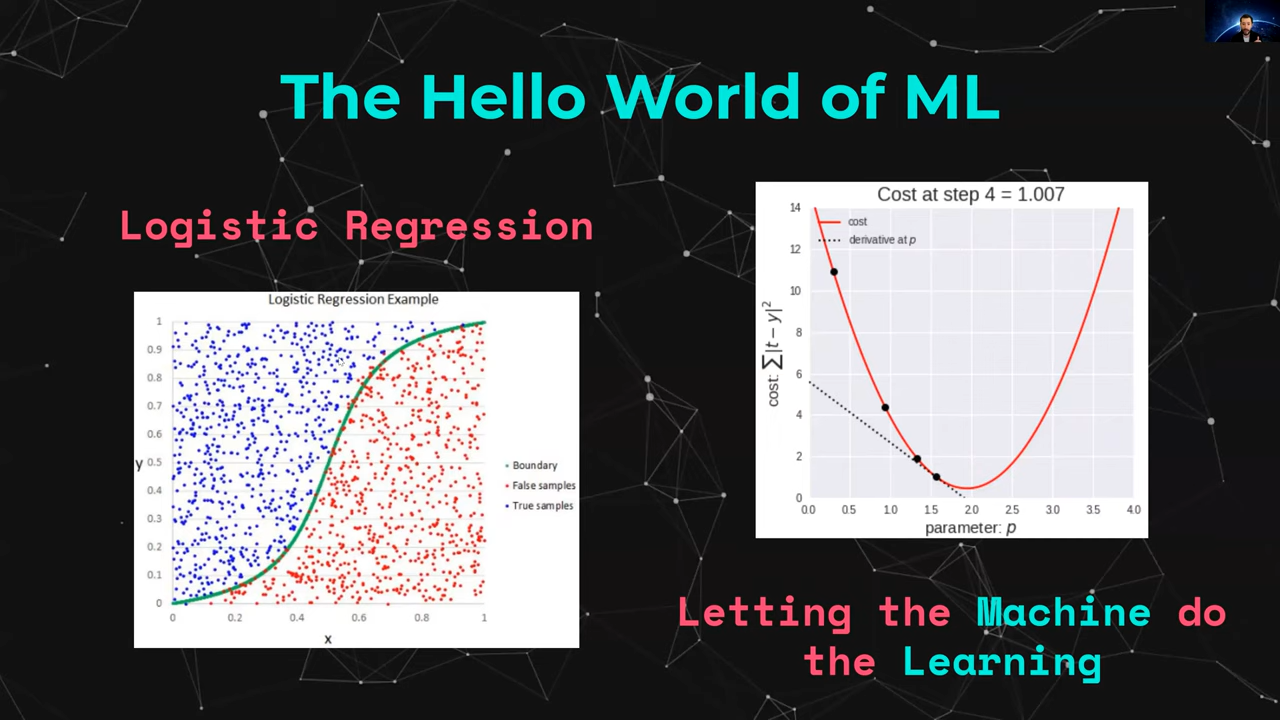 The Hello World of ML
Logistic Regression
Logistic Regression Example
1
0.9
0.8
0.7
0.6
y 0.5
0.4
0.3
0.2
0.1
0
0 0.2 0.4 0.6 0.8 1
x
Boundary
False samples
True samples
Cost at step 4 = 1.007
cost
derivative at p
cost: ∑|t − y|²
14
12
10
8
6
4
2
0
0.0 0.5 1.0 1.5 2.0 2.5 3.0 3.5 4.0
parameter: p
Letting the Machine do
the Learning